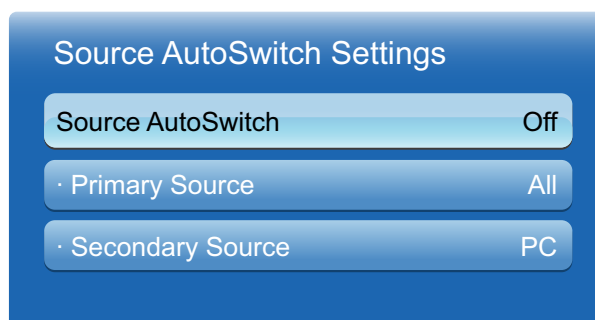 Source AutoSwitch Settings
Source AutoSwitch Off
· Primary Source All
· Secondary Source PC